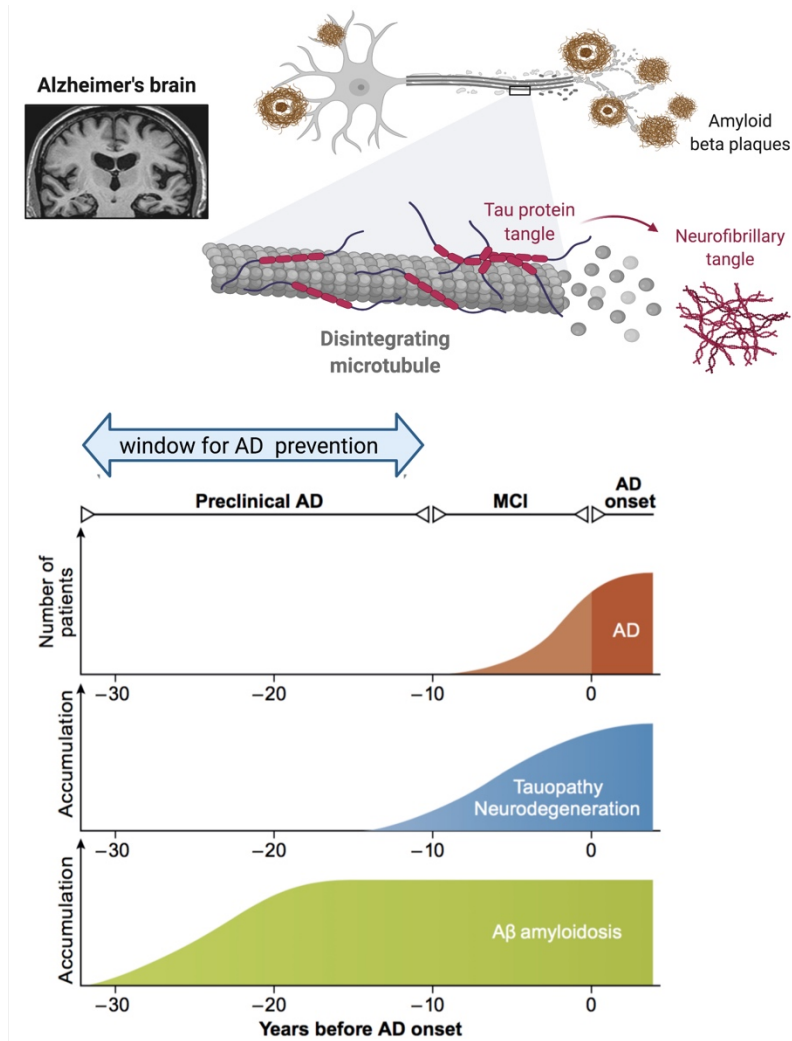 Alzheimer's brain
Amyloid
beta plaques
Tau protein
tangle
Neurofibrillary
tangle
Disintegrating
microtubule
window for AD prevention
Preclinical AD
MCI
AD
onset
Number of
patients
AD
–30
–20
–10
0
Accumulation
Tauopathy
Neurodegeneration
–30
–20
–10
0
Accumulation
Aβ amyloidosis
–30
–20
–10
0
Years before AD onset